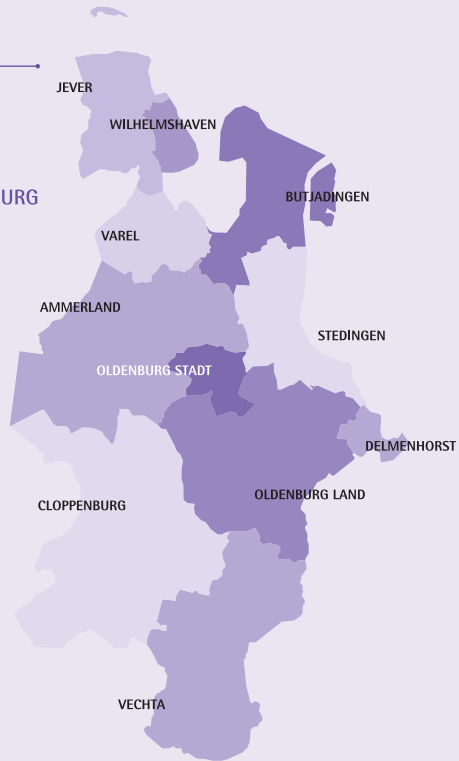 JEVER
WILHELMSHAVEN
URG
BUTJADINGEN
VAREL
AMMERLAND
STEDINGEN
OLDENBURG STADT
DELMENHORST
OLDENBURG LAND
CLOPPENBURG
VECHTA